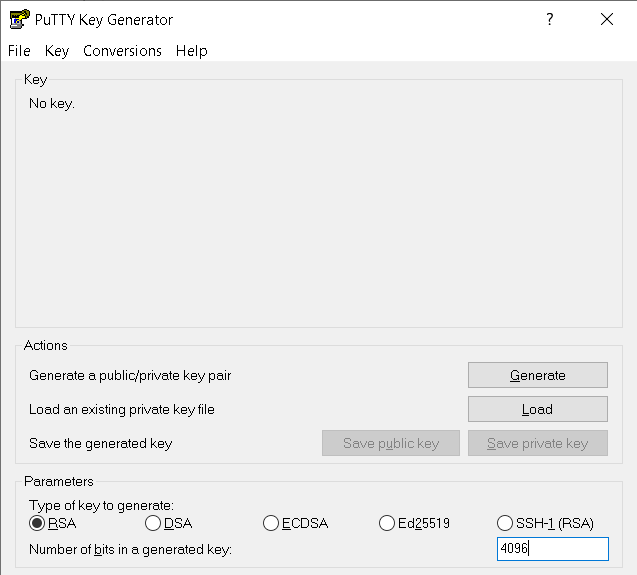 PuTTY Key Generator ?
File Key Conversions Help
Key
No key.
Actions
Generate a public/private key pair Generate
Load an existing private key file Load
Save the generated key Save public key Save private key
Parameters
Type of key to generate:
RSA DSA ECDSA Ed25519 SSH-1 (RSA)
Number of bits in a generated key: 4096